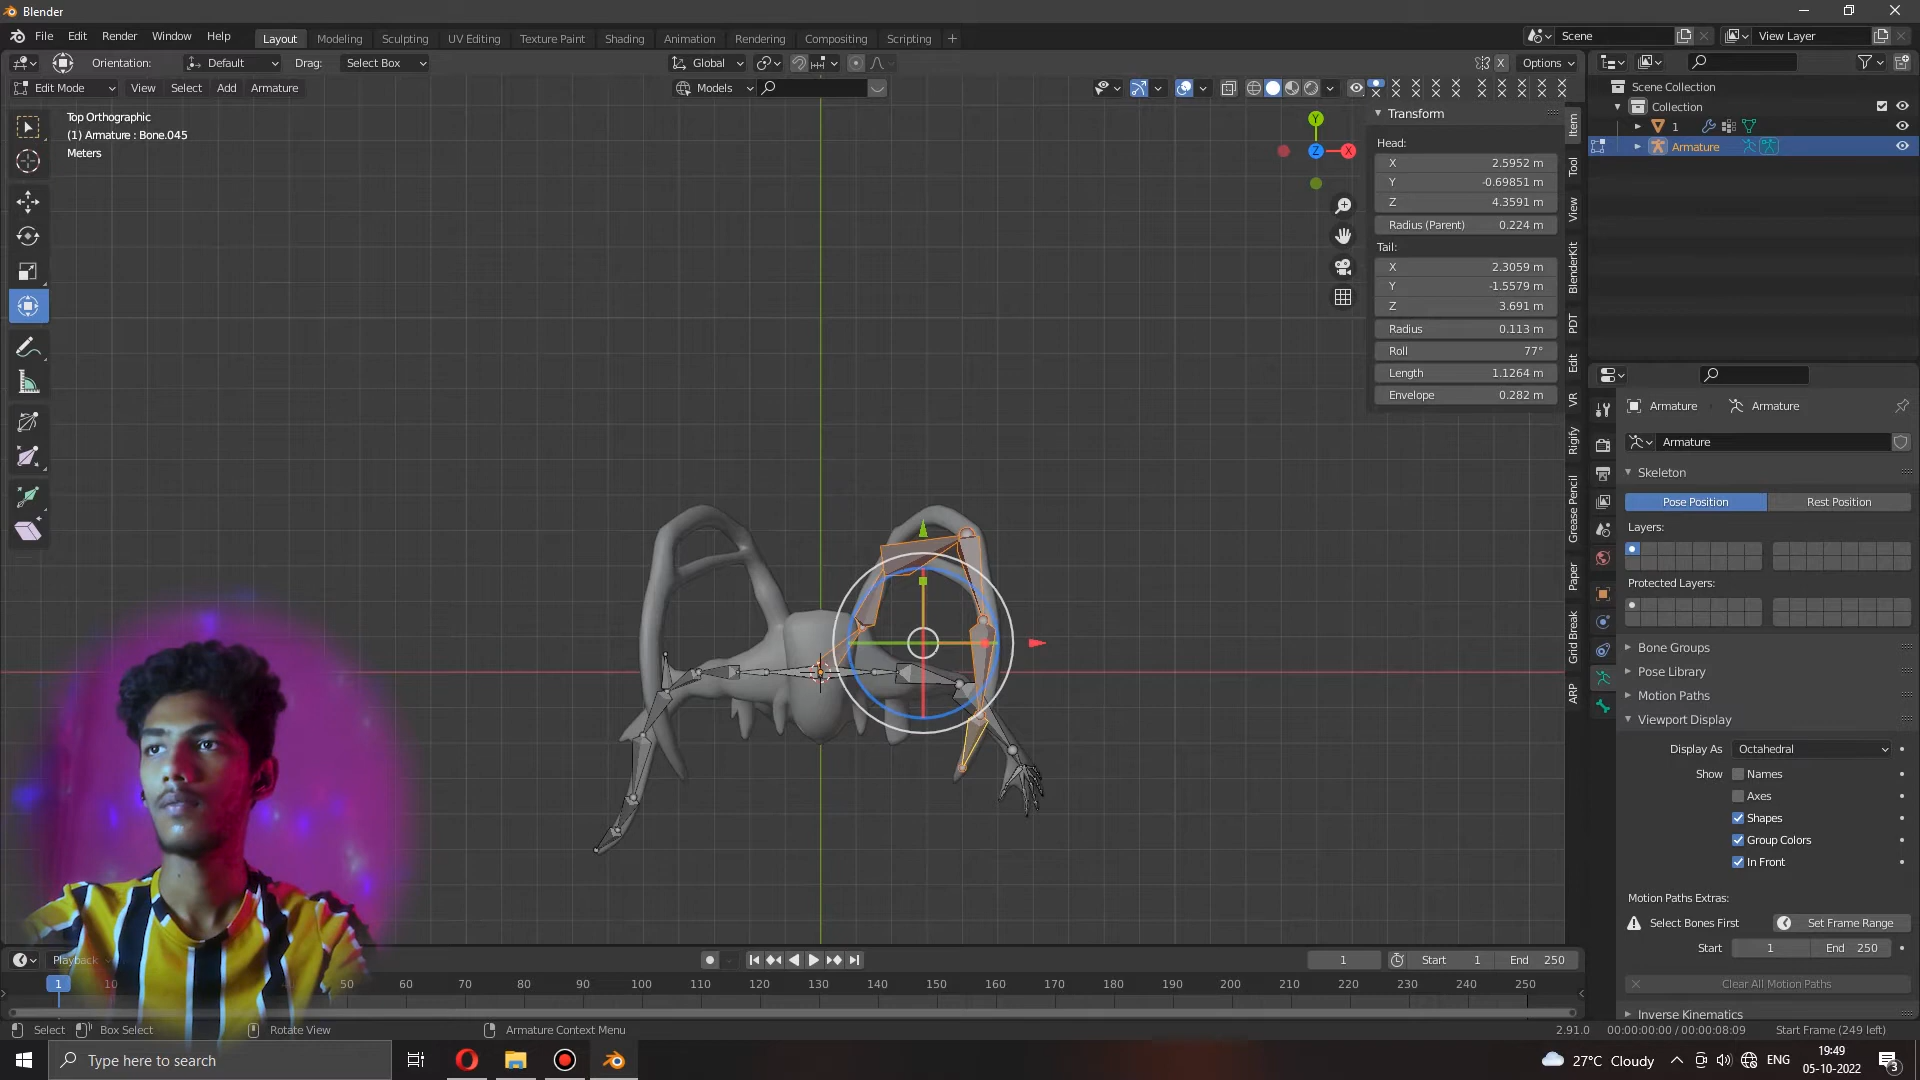 Blender
File Edit Render Window Help Layout Modeling Sculpting UV Editing Texture Paint Shading Animation Rendering Compositing Scripting + Scene View Layer
Orientation: Default Drag: Select Box Global X Options
Edit Mode View Select Add Armature Models
Top Orthographic
(1) Armature : Bone.045
Meters
Y
Z
X
Transform
Head:
X 2.5952 m
Y -0.69851 m
Z 4.3591 m
Radius (Parent) 0.224 m
Tail:
X 2.3059 m
Y -1.5579 m
Z 3.691 m
Radius 0.113 m
Roll 77°
Length 1.1264 m
Envelope 0.282 m
Item
Tool
View
BlenderKit
PDT
Edit
VR
Rigify
Grease Pencil
Paper
Grid Break
ARP
Scene Collection
Collection
1
Armature
Armature Armature
Armature
Skeleton
Pose Position Rest Position
Layers:
Protected Layers:
Bone Groups
Pose Library
Motion Paths
Viewport Display
Display As Octahedral
Show Names
Axes
Shapes
Group Colors
In Front
Motion Paths Extras:
Select Bones First Set Frame Range
Start 1 End 250
Clear All Motion Paths
Inverse Kinematics
Playback 1 Start 1 End 250
1 10 50 60 70 80 90 100 110 120 130 140 150 160 170 180 190 200 210 220 230 240 250
Select Box Select Rotate View Armature Context Menu 2.91.0 00:00:00:00 / 00:00:08:09 Start Frame (249 left)
Type here to search 27°C Cloudy ENG 19:49
05-10-2022 3